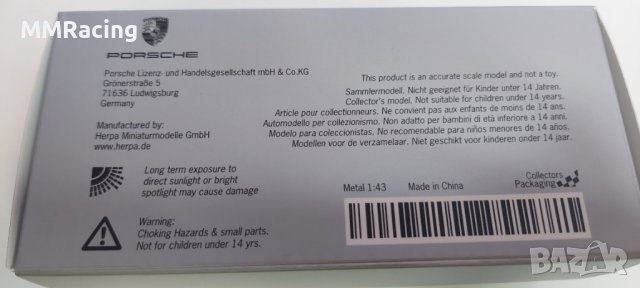 MMRacing
PORSCHE
Porsche Lizenz- und Handelsgesellschaft mbH & Co.KG
Grönerstraße 5
71636 Ludwigsburg
Germany
Manufactured by:
Herpa Miniaturmodelle GmbH
www.herpa.de
Long term exposure to
direct sunlight or bright
spotlight may cause damage
Warning:
Choking Hazards & small parts.
Not for children under 14 yrs.
This product is an accurate scale model and not a toy.
Sammlermodell. Nicht geeignet für Kinder unter 14 Jahren.
Collector's model. Not suitable for children under 14 years.
Article pour collectionneurs. Ne convient pas aux enfants de moins de 14 ans.
Automodello per collezionismo. Non adatto per bambini di età inferiore a 14 anni.
Modelo para coleccionistas. No recomendable para niños menores de 14 años.
Modellen voor de verzamelaar. Niet geschikt voor kinderen onder 14 jaar.
Metal 1:43 Made in China
Collectors
Packaging
BAZAR